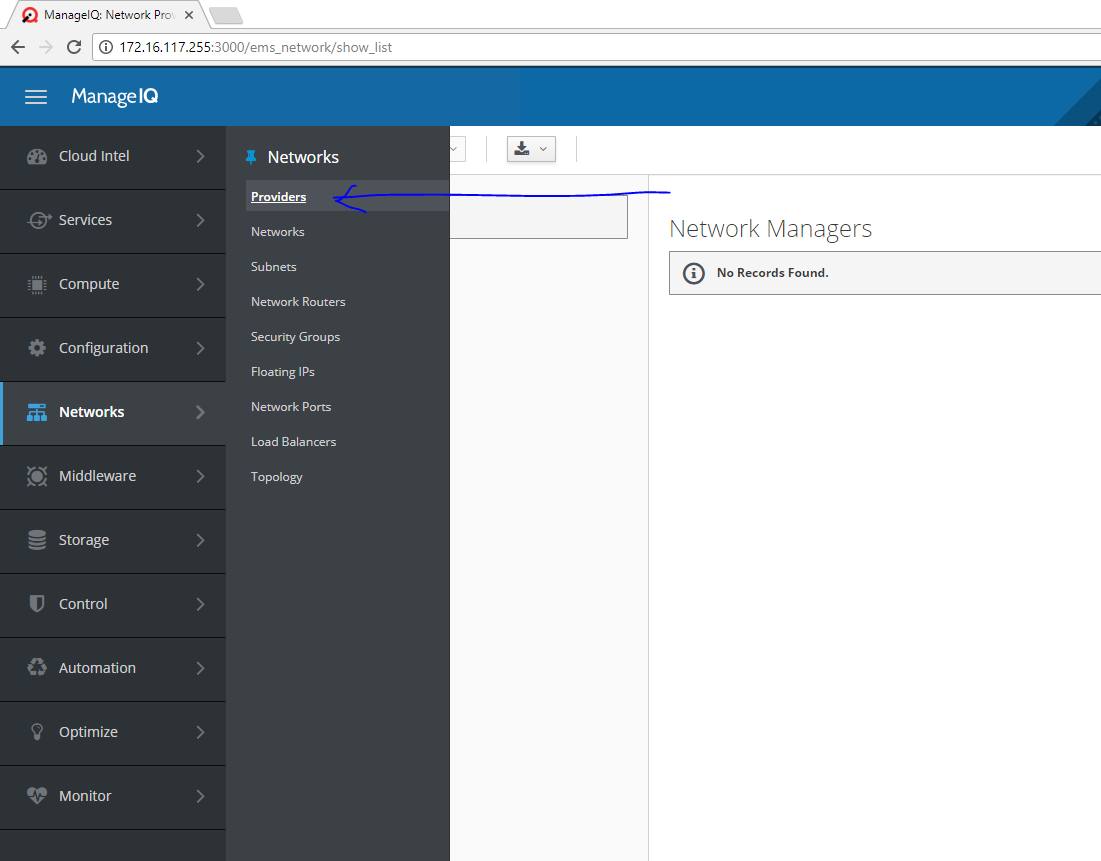 ManageIQ: Network Prov
172.16.117.255:3000/ems_network/show_list
ManageIQ
Cloud Intel
Services
Compute
Configuration
Networks
Middleware
Storage
Control
Automation
Optimize
Monitor
Networks
Providers
Networks
Subnets
Network Routers
Security Groups
Floating IPs
Network Ports
Load Balancers
Topology
Network Managers
No Records Found.